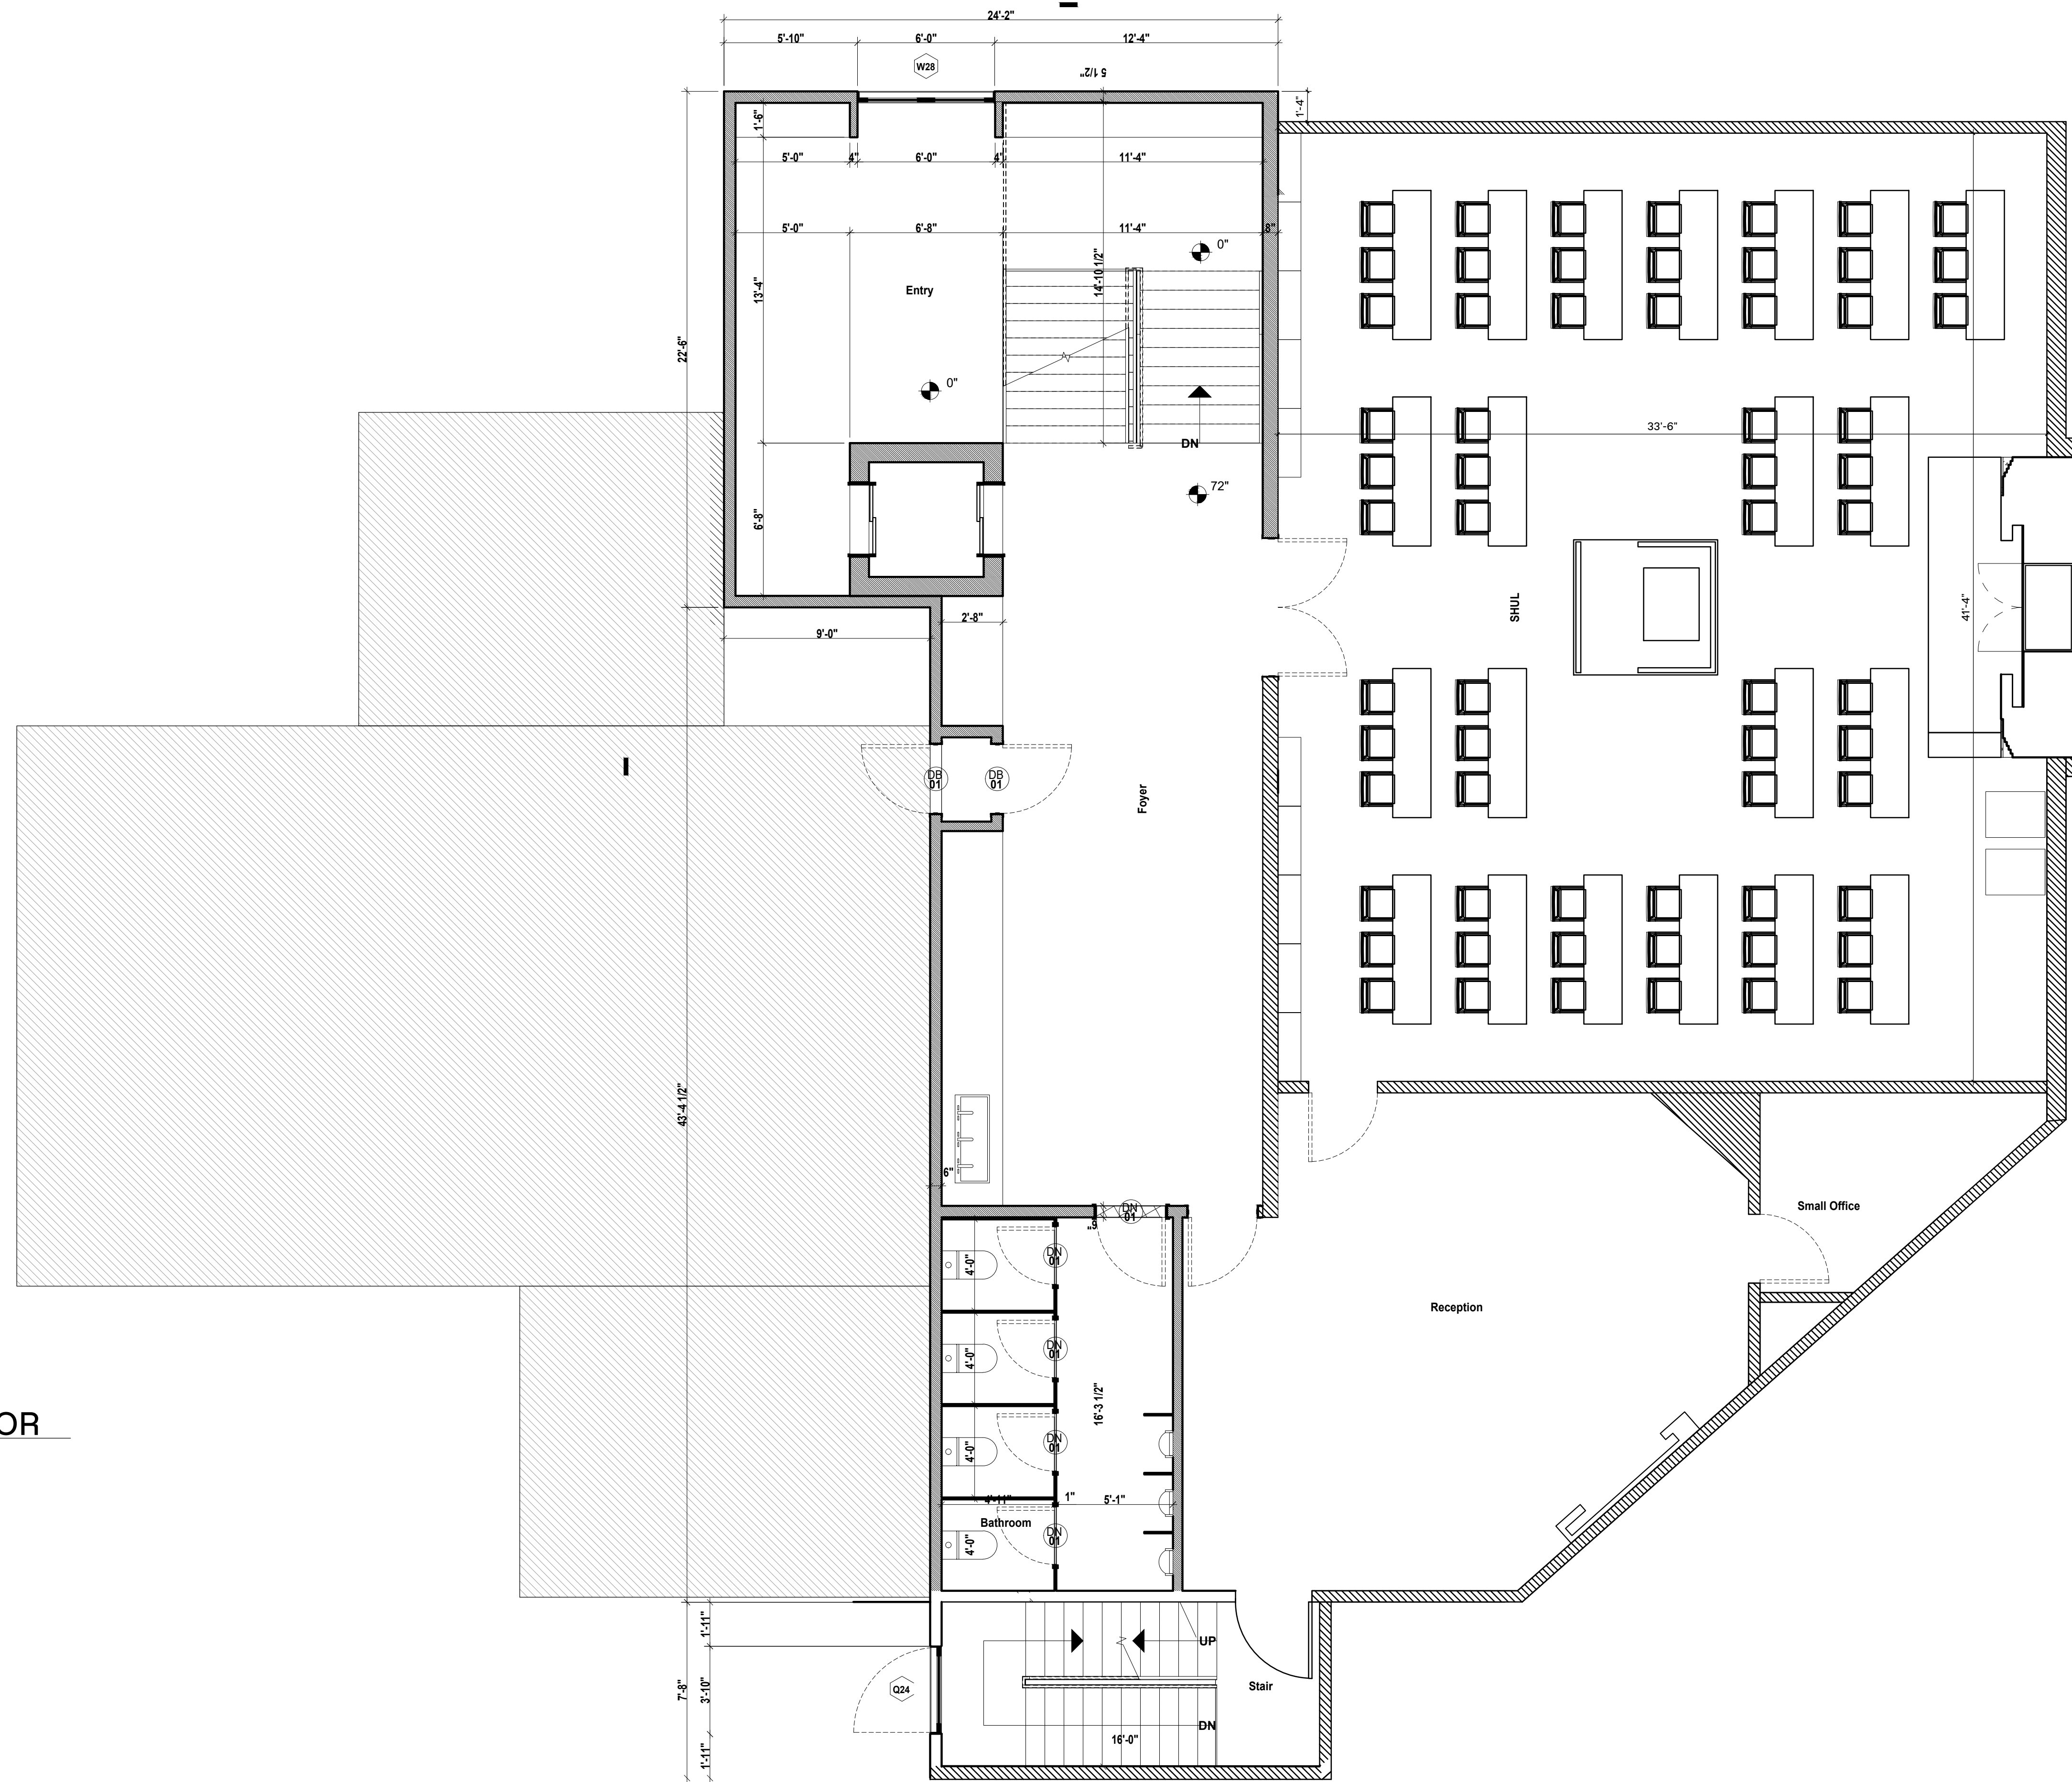 24'-2"
5'-10"
6'-0"
12'-4"
W28
5 1/2"
1'-4"
1'-6"
5'-0"
4"
6'-0"
4"
11'-4"
5'-0"
6'-8"
11'-4"
8"
0"
14'-10 1/2"
13'-4"
Entry
22'-6"
0"
33'-6"
DN
72"
6'-8"
SHUL
41'-4"
2'-8"
9'-0"
DB
01
DB
01
Foyer
43'-4 1/2"
6"
DN
01
6"
Small Office
4'-0"
DN
01
Reception
4'-0"
DN
01
16'-3 1/2"
OR
4'-0"
DN
01
4'-11"
1"
5'-1"
Bathroom
4'-0"
DN
01
1'-11"
UP
7'-8"
3'-10"
Q24
Stair
DN
16'-0"
1'-11"